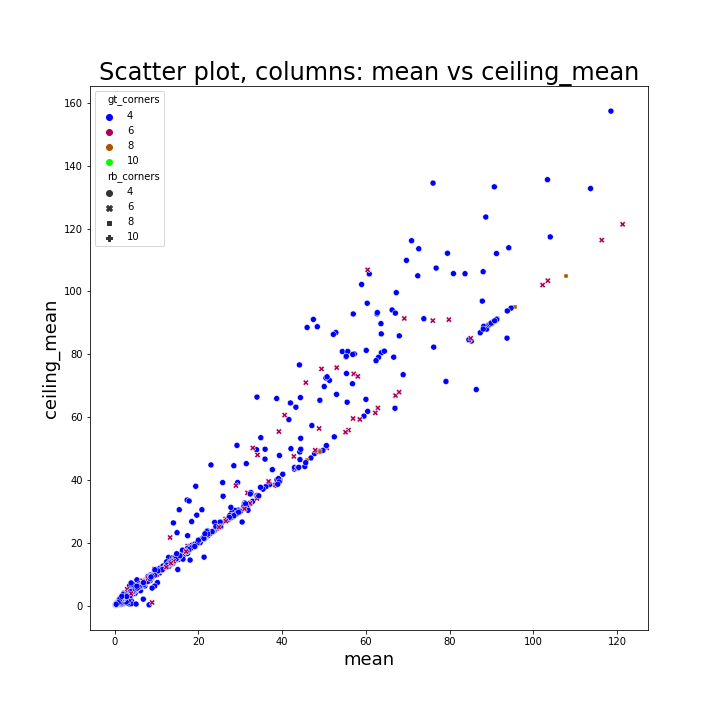 Scatter plot, columns: mean vs ceiling_mean
gt_corners
4
6
8
10
rb_corners
4
6
8
10
160
140
120
100
80
60
40
20
0
ceiling_mean
0 20 40 60 80 100 120
mean